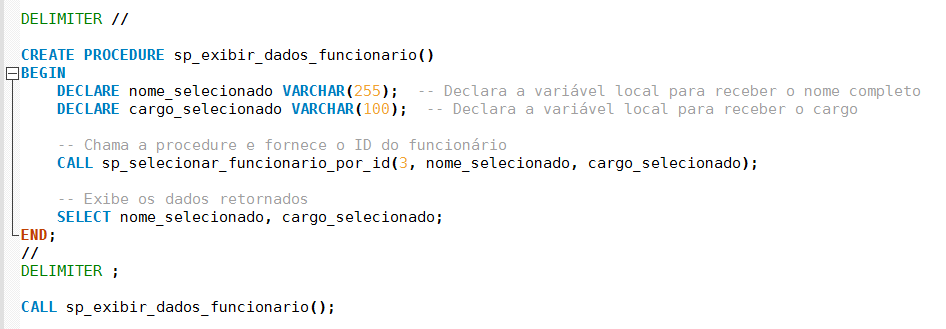 DELIMITER //
CREATE PROCEDURE sp_exibir_dados_funcionario()
BEGIN
DECLARE nome_selecionado VARCHAR(255);  -- Declara a variável local para receber o nome completo
DECLARE cargo_selecionado VARCHAR(100);  -- Declara a variável local para receber o cargo
-- Chama a procedure e fornece o ID do funcionário
CALL sp_selecionar_funcionario_por_id(3, nome_selecionado, cargo_selecionado);
-- Exibe os dados retornados
SELECT nome_selecionado, cargo_selecionado;
END;
//
DELIMITER ;
CALL sp_exibir_dados_funcionario();